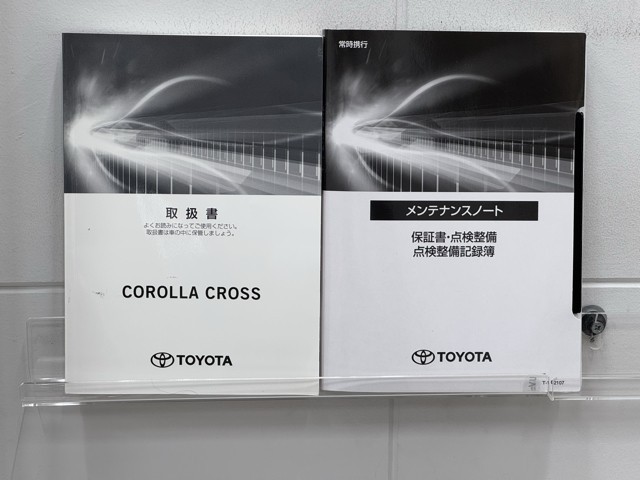 取扱書
よくお読みになってご使用ください。
取扱書は車の中に保管しましょう。
COROLLA CROSS
TOYOTA
常時携行
メンテナンスノート
保証書・点検整備
点検整備記録簿
TOYOTA